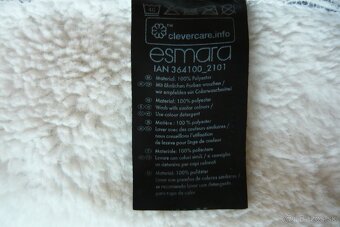 clevercare.info
esmara
IAN 364100_2101
Material: 100% Polyester
Mit ähnlichen Farben waschen /
wir empfehlen ein Colorwaschmittel
Material: 100% polyester
Wash with similar colours /
Use colour detergent
Matière: 100 % polyester
Laver avec des couleurs similaires /
nous conseillons
de lessive pour linge de couleur
Materiale: 100% poliestere
Lavare con colori simili / si consiglia
un detersivo per capi colorati
Material: 100% poliéster
Lavar con prendas de colores similares /
se recomienda usar con detergente
para ropa de color